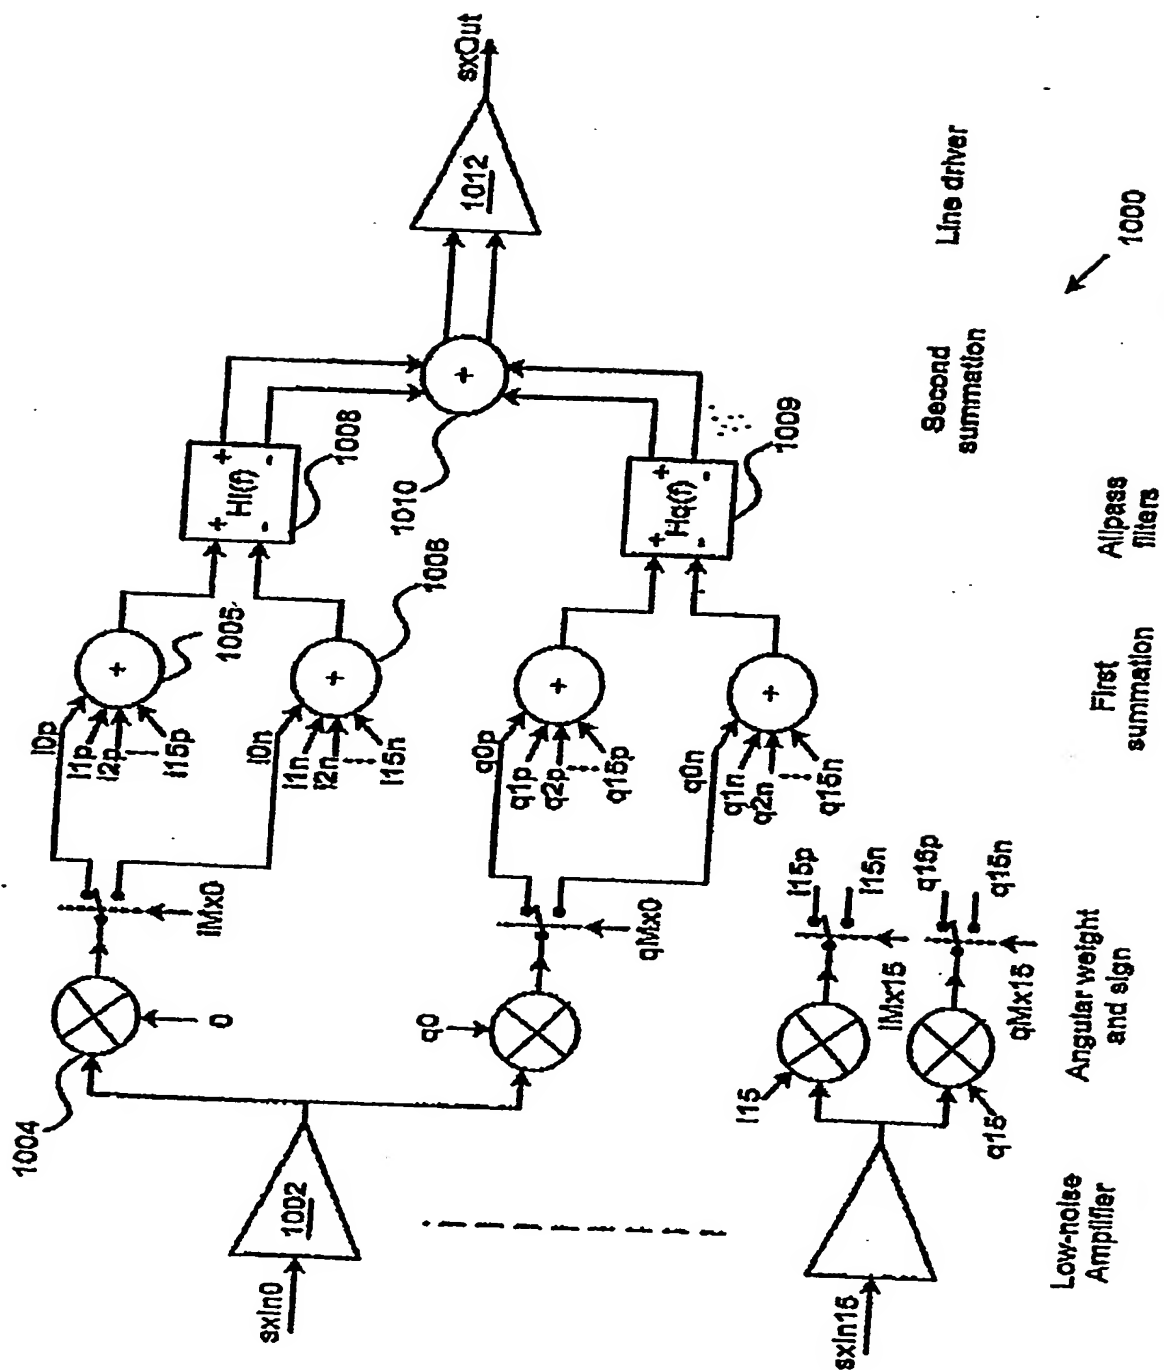 sxIn0
1002
1004
0
IMx0
I0p
I1p
I2p
I15p
1005
I0n
I1n
I2n
I15n
1006
+
+
+
-
HI(f)
+
-
1008
q0
qMx0
q0p
q1p
q2p
q15p
q0n
q1n
q2n
q15n
+
+
+
-
Hq(f)
+
-
1009
+
1010
1012
sxOut
sxIn15
I15
q15
IMx15
qMx15
I15p
I15n
q15p
q15n
Low-noise
Amplifier
Angular weight
and sign
First
summation
Allpass
filters
Second
summation
Line driver
1000